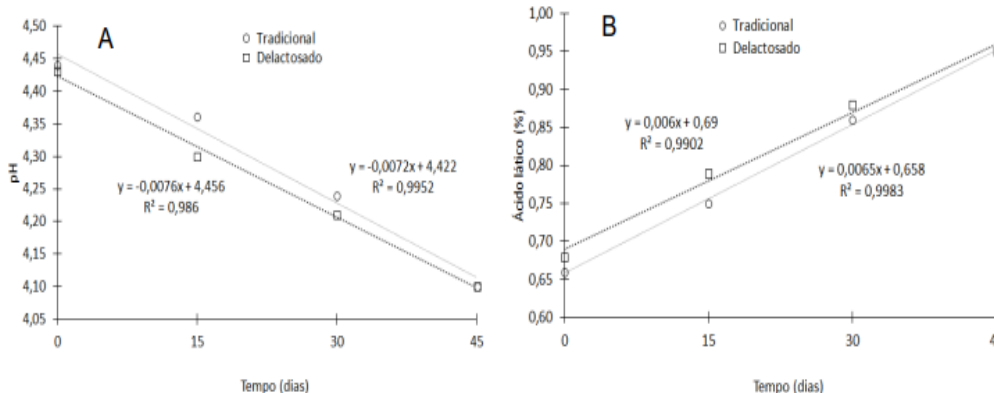 A
Tradicional
Delactosado
4,50
4,45
4,40
4,35
4,30
4,25
4,20
4,15
4,10
4,05
pH
y = -0,0076x + 4,456
R² = 0,986
y = -0,0072x + 4,422
R² = 0,9952
0 15 30 45
Tempo (dias)
B
Tradicional
Delactosado
1,00
0,95
0,90
0,85
0,80
0,75
0,70
0,65
0,60
Ácido lático (%)
y = 0,006x + 0,69
R² = 0,9902
0,0065x + 0,658
R² = 0,9983
0 15 30 4
Tempo (dias)